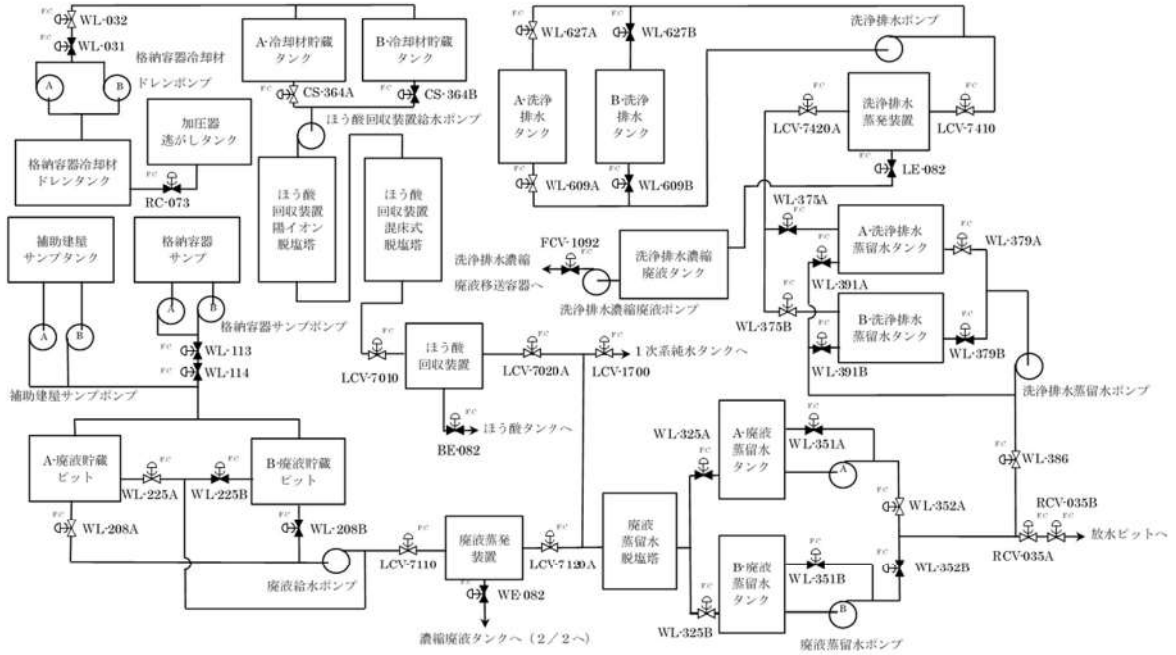 F.C
WL-032
F.C
WL-031
格納容器冷却材
ドレンポンプ
A
B
格納容器冷却材
ドレンタンク
加圧器
逃がしタンク
F.C
RC-073
A-冷却材貯蔵
タンク
B-冷却材貯蔵
タンク
F.C
CS-364A
F.C
CS-364B
ほう酸回収装置給水ポンプ
ほう酸
回収装置
陽イオン
脱塩塔
ほう酸
回収装置
混床式
脱塩塔
F.C
WL-627A
F.C
WL-627B
洗浄排水ポンプ
A-洗浄
排水
タンク
B-洗浄
排水
タンク
F.C
WL-609A
F.C
WL-609B
F.C
LCV-7420A
洗浄排水
蒸発装置
F.C
LCV-7410
F.C
LE-082
補助建屋
サンプタンク
格納容器
サンプ
A
B
A
B
格納容器サンプポンプ
F.C
WL-113
F.C
WL-114
補助建屋サンプポンプ
F.C
FCV-1092
洗浄排水濃縮
廃液移送容器へ
洗浄排水濃縮
廃液タンク
洗浄排水濃縮廃液ポンプ
WL-375A
F.C
A-洗浄排水
蒸留水タンク
F.C
WL-379A
F.C
WL-391A
F.C
WL-375B
B-洗浄排水
蒸留水タンク
F.C
WL-379B
F.C
WL-391B
洗浄排水蒸留水ポンプ
F.C
LCV-7010
ほう酸
回収装置
F.C
LCV-7020A
F.C
LCV-1700
1次系純水タンクへ
F.C
BE-082
ほう酸タンクへ
A-廃液貯蔵
ピット
F.C
WL-225A
F.C
WL-225B
B-廃液貯蔵
ピット
F.C
WL-208A
F.C
WL-208B
廃液給水ポンプ
F.C
LCV-7110
廃液蒸発
装置
F.C
LCV-7120A
F.C
WE-082
濃縮廃液タンクへ（2／2へ）
廃液
蒸留水
脱塩塔
WL-325A
F.C
A-廃液
蒸留水
タンク
F.C
WL-351A
A
F.C
WL-352A
F.C
WL-386
RCV-035B
F.C
F.C
RCV-035A
放水ピットへ
F.C
WL-325B
B-廃液
蒸留水
タンク
F.C
WL-351B
F.C
WL-352B
B
廃液蒸留水ポンプ